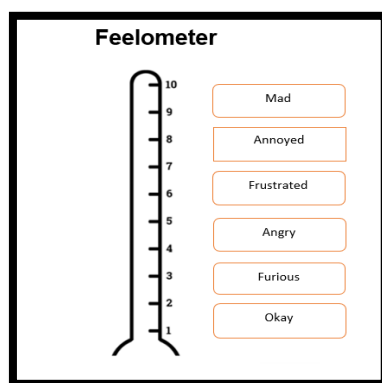 Feelometer
10
9
8
7
6
5
4
3
2
1
Mad
Annoyed
Frustrated
Angry
Furious
Okay